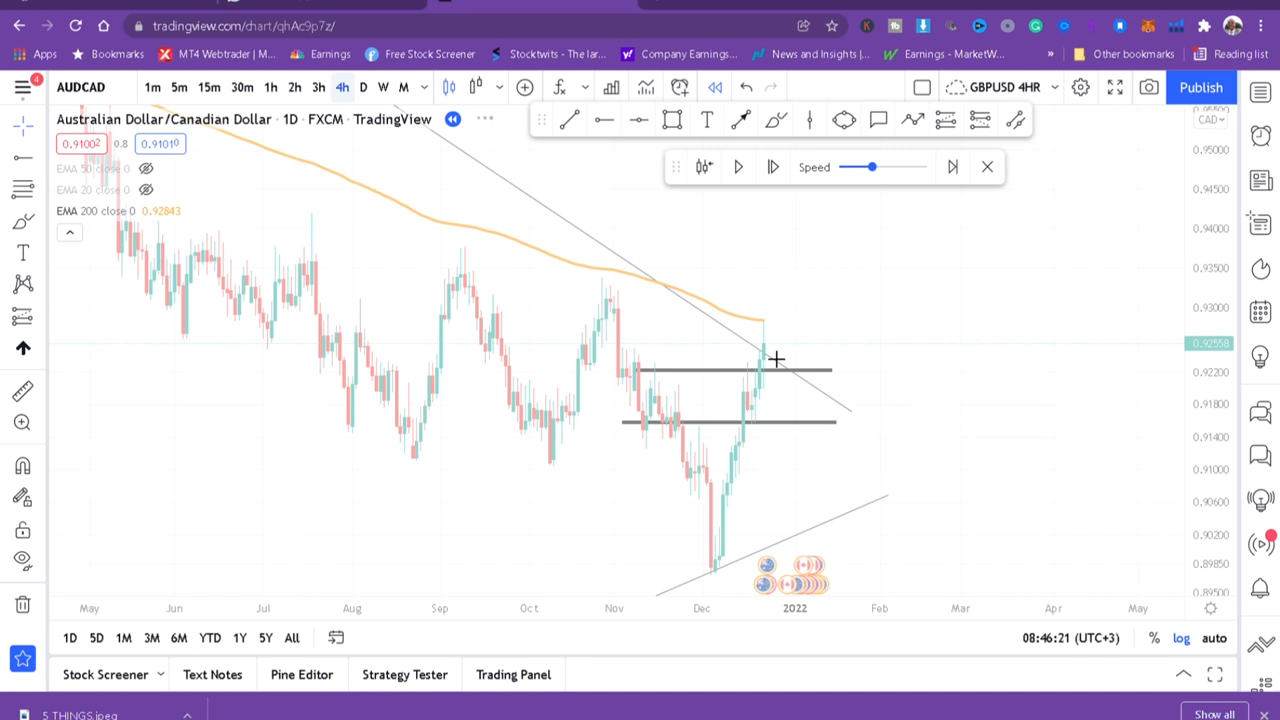 tradingview.com/chart/qhAc9p7z/
Apps Bookmarks MT4 Webtrader | M... Earnings Free Stock Screener Stocktwits - The lar... Company Earnings... News and Insights |... Earnings - MarketW... » Other bookmarks Reading list
4 AUDCAD 1m 5m 15m 30m 1h 2h 3h 4h D W M GBPUSD 4HR Publish
Australian Dollar/Canadian Dollar · 1D · FXCM · TradingView
CAD
0.91002 0.8 0.91010
Speed
EMA 50 close 0
EMA 20 close 0
EMA 200 close 0 0.92843
0.95000
0.94500
0.94000
0.93500
0.93000
0.92558
0.92200
0.91800
0.91400
0.91000
0.90600
0.90200
0.89850
0.89500
May Jun Jul Aug Sep Oct Nov Dec 2022 Feb Mar Apr May
1D 5D 1M 3M 6M YTD 1Y 5Y All 08:46:21 (UTC+3) % log auto
Stock Screener Text Notes Pine Editor Strategy Tester Trading Panel
5 THINGS.jpeg Show all